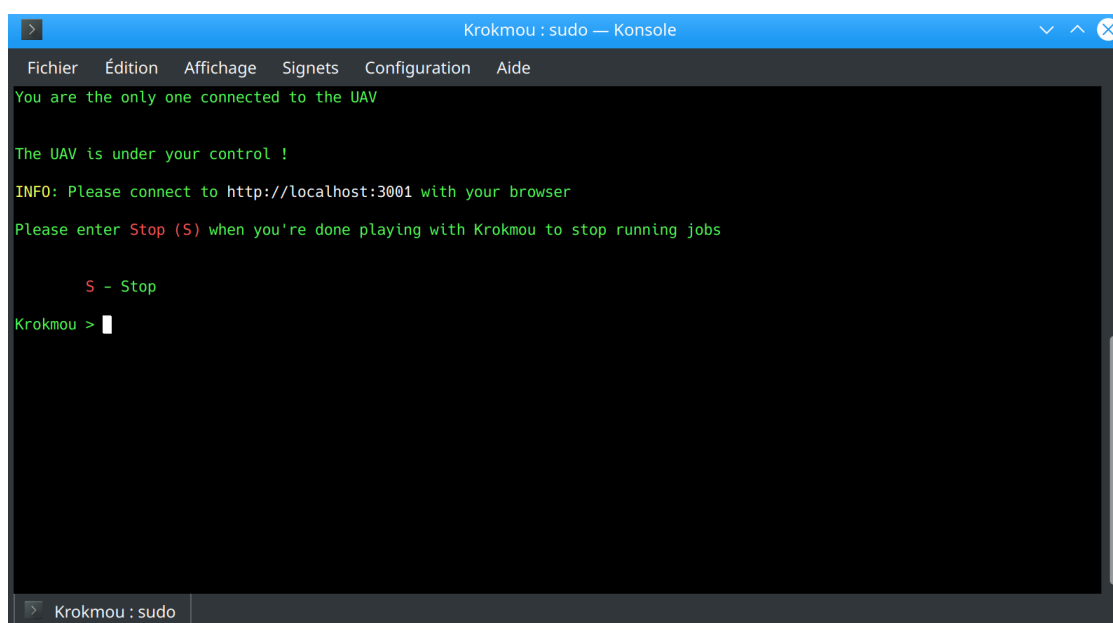 Krokmou : sudo — Konsole
Fichier Édition Affichage Signets Configuration Aide
You are the only one connected to the UAV
The UAV is under your control !
INFO: Please connect to http://localhost:3001 with your browser
Please enter Stop (S) when you're done playing with Krokmou to stop running jobs
S – Stop
Krokmou >
Krokmou : sudo